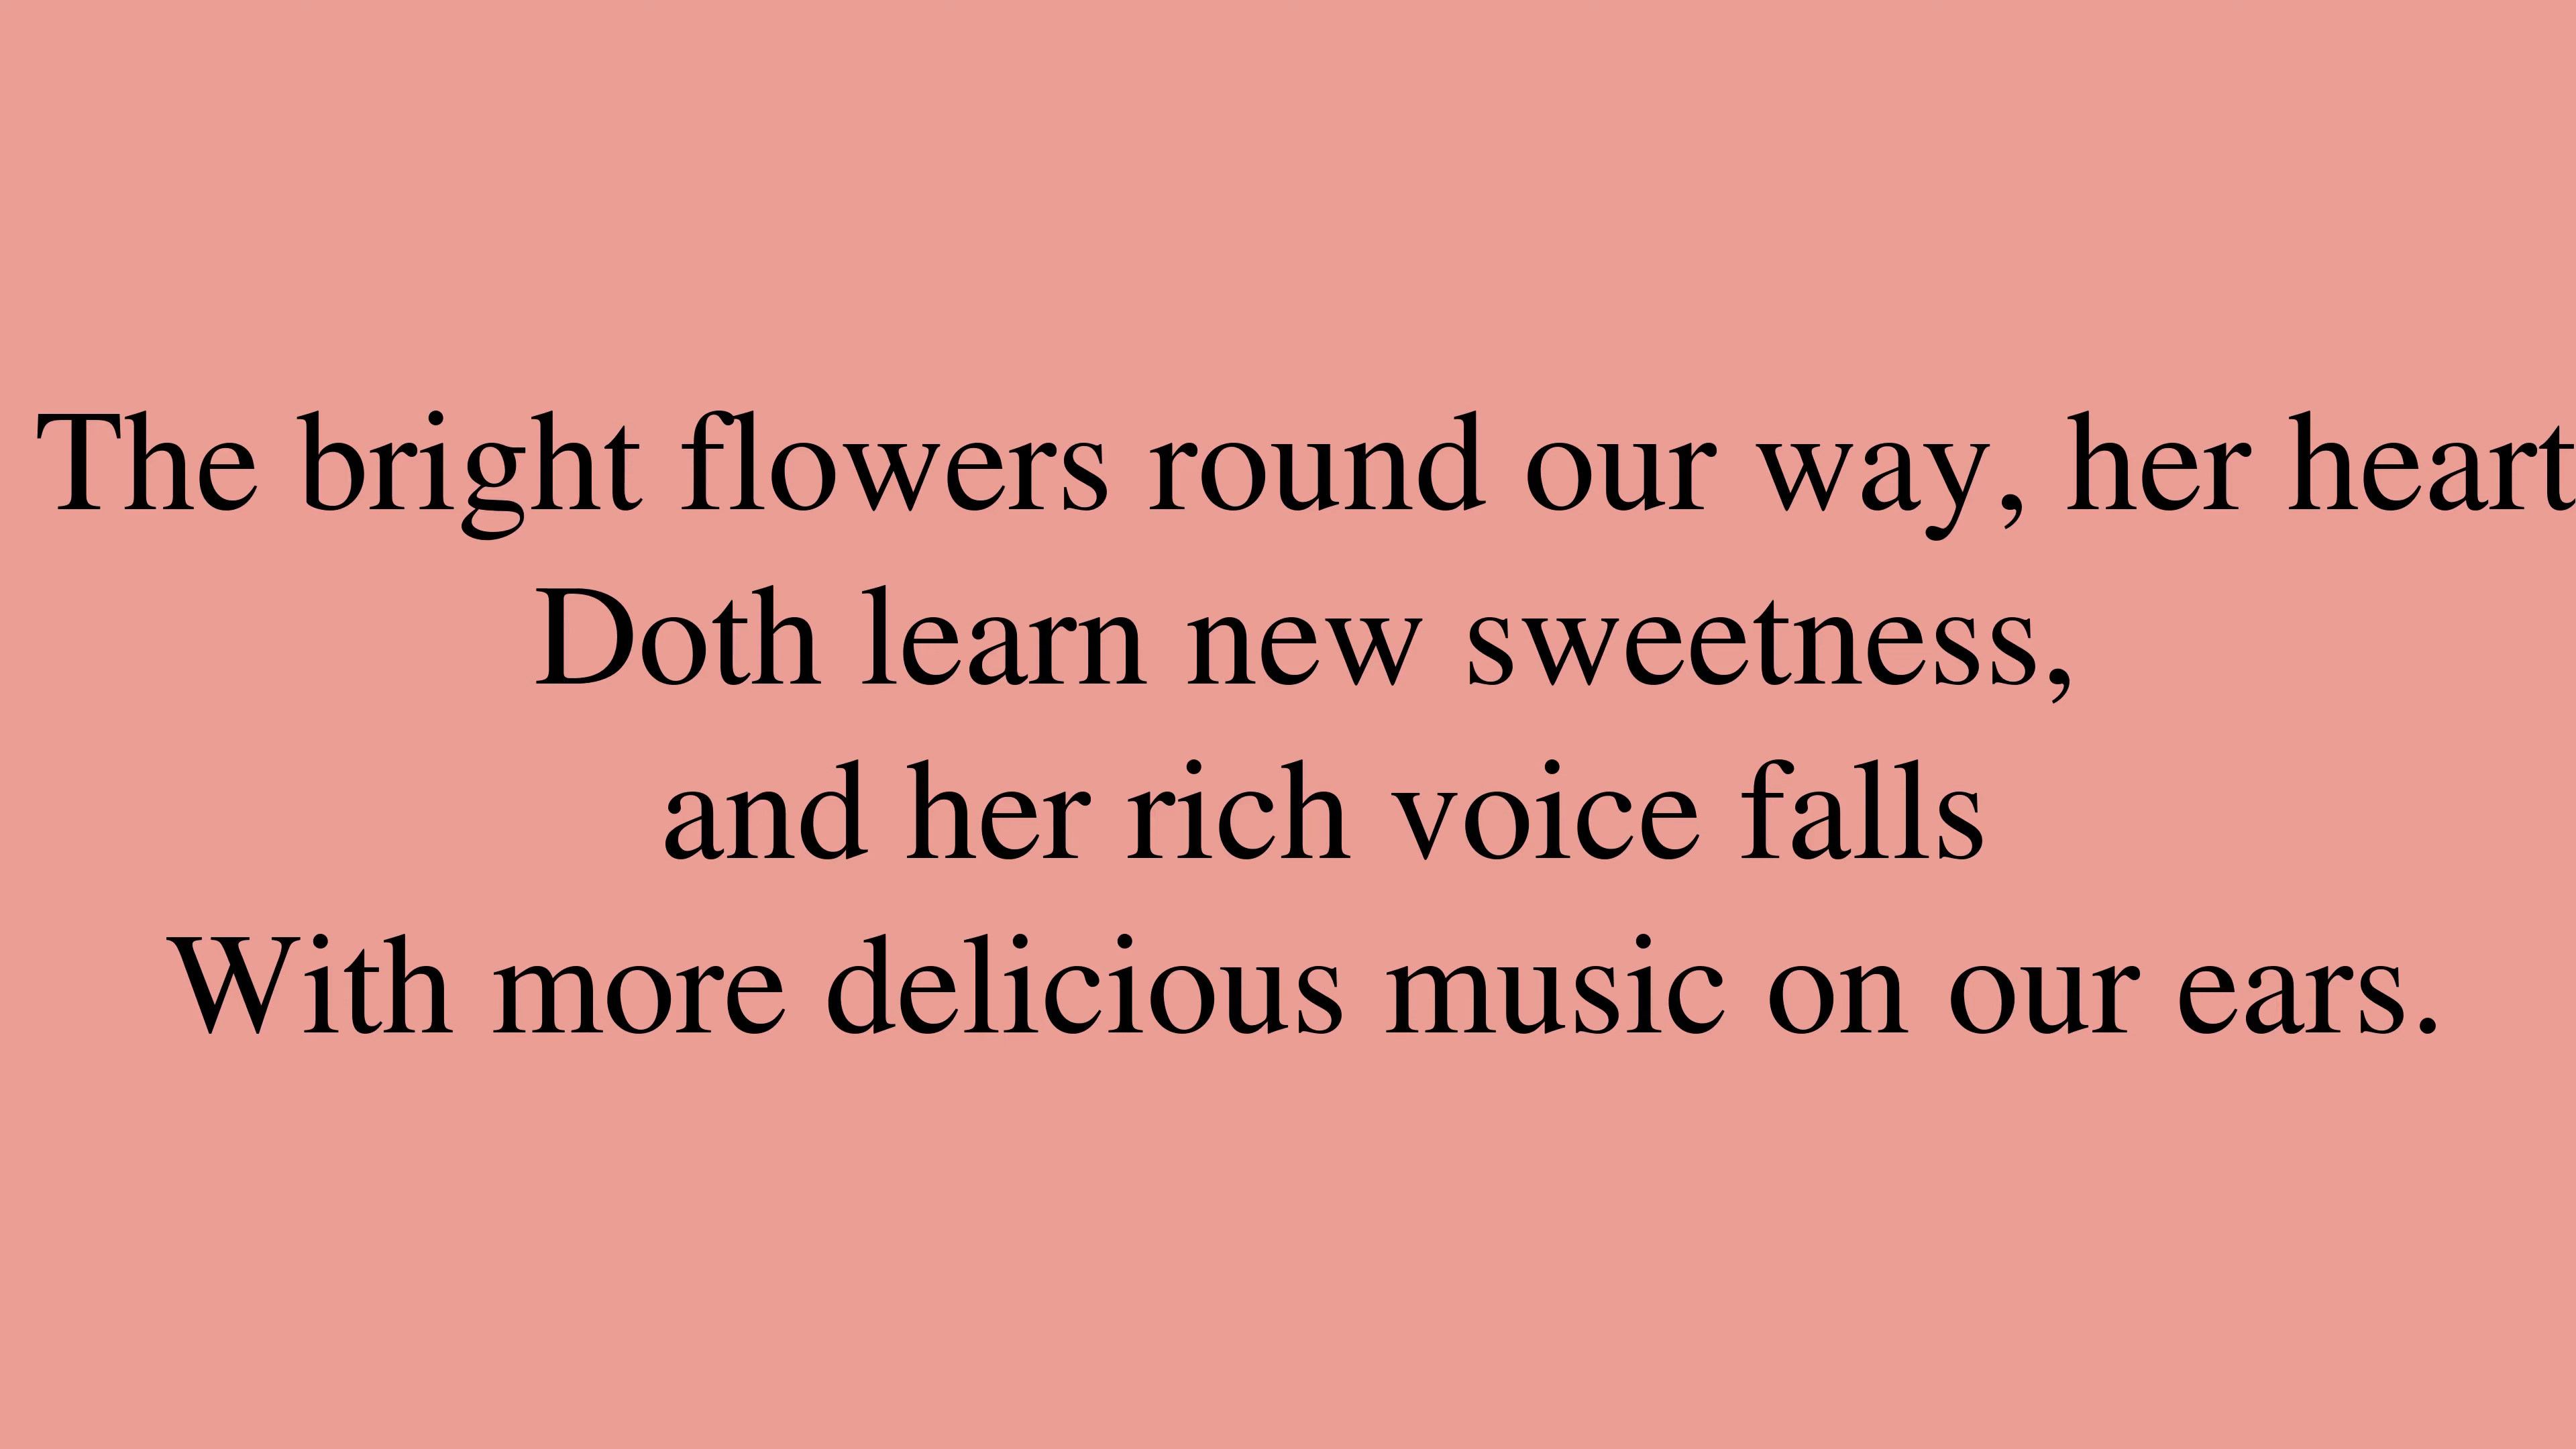 The bright flowers round our way, her heart
Doth learn new sweetness,
and her rich voice falls
With more delicious music on our ears.